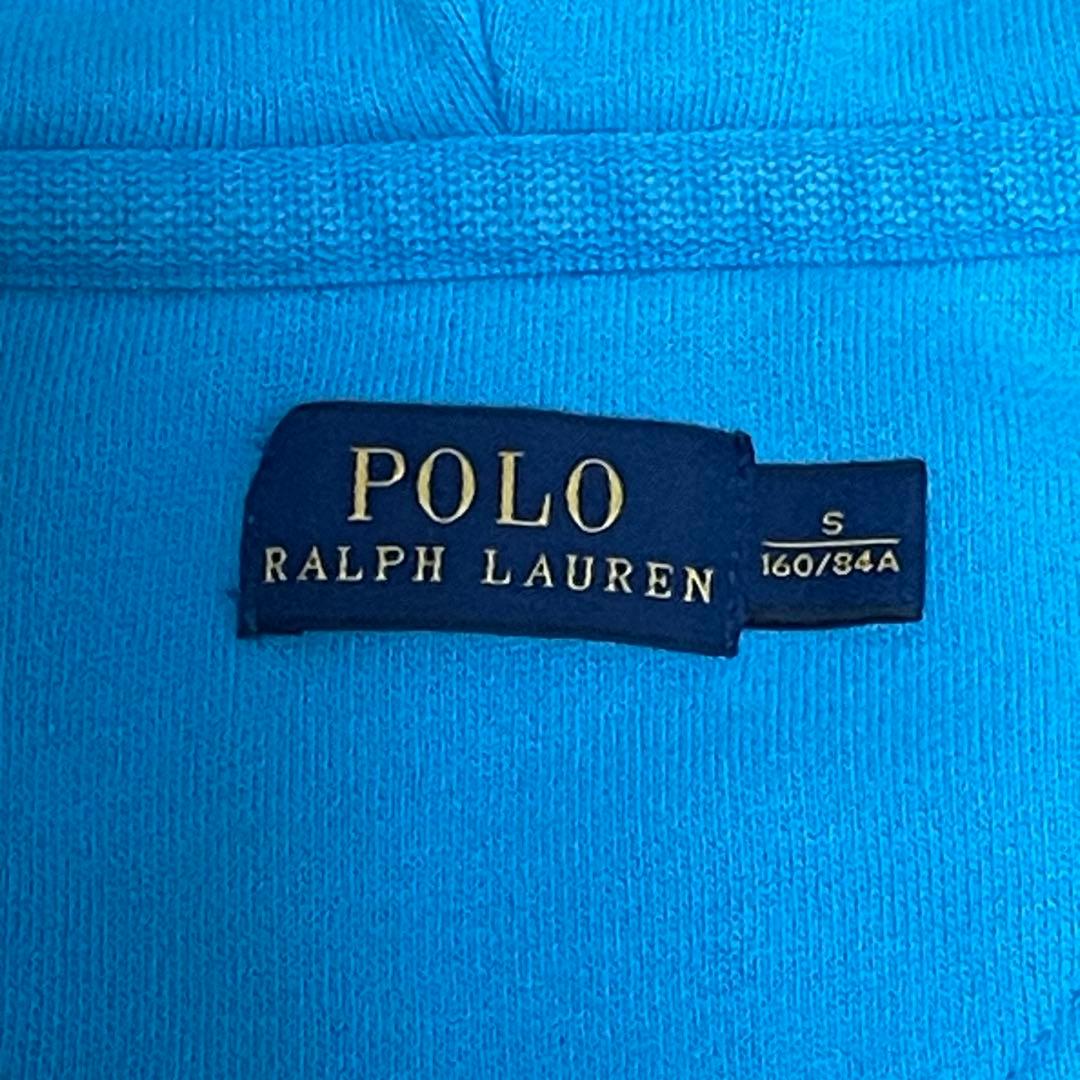 POLO
RALPH LAUREN
S
160/84A